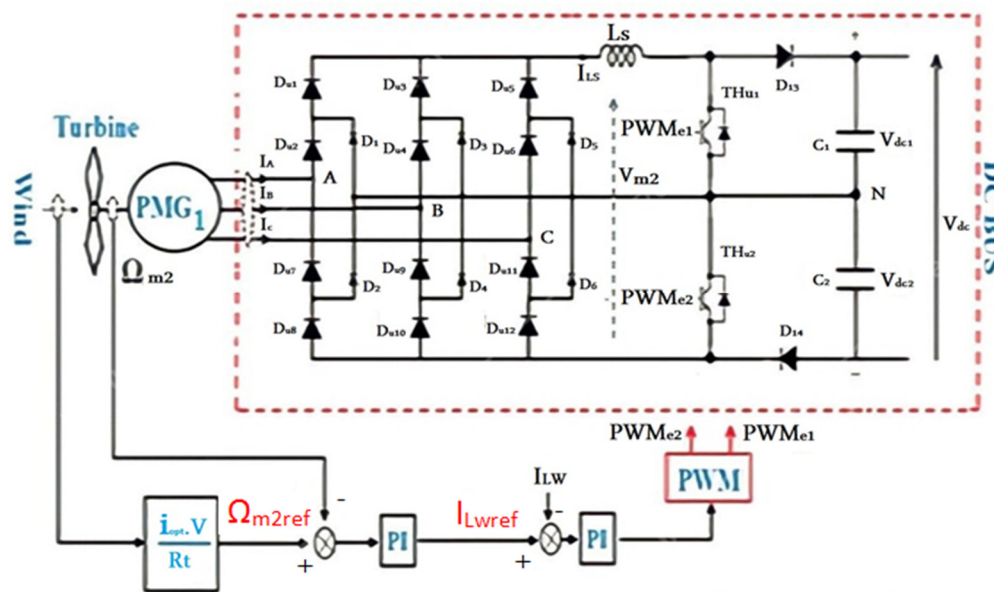 Ls
ILS
Du1
Du3
Du5
D13
+
THu1
PWMe1
Turbine
Du2
D1
Du4
D3
Du6
D5
C1
Vdc1
Wind
PMG1
IA
A
Vm2
IB
B
N
Ic
C
Vdc
DC BUS
Ωm2
THu2
Du7
D2
Du9
D4
Du11
D6
PWMe2
C2
Vdc2
Du8
Du10
Du12
D14
-
PWMe2
PWMe1
PWM
ILW
-
-
iopt.V
Rt
Ωm2ref
+
PI
ILwref
+
PI